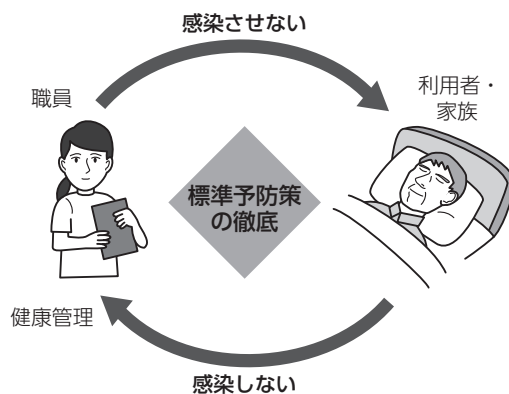 感染させない
職員
利用者・
家族
標準予防策
の徹底
健康管理
感染しない